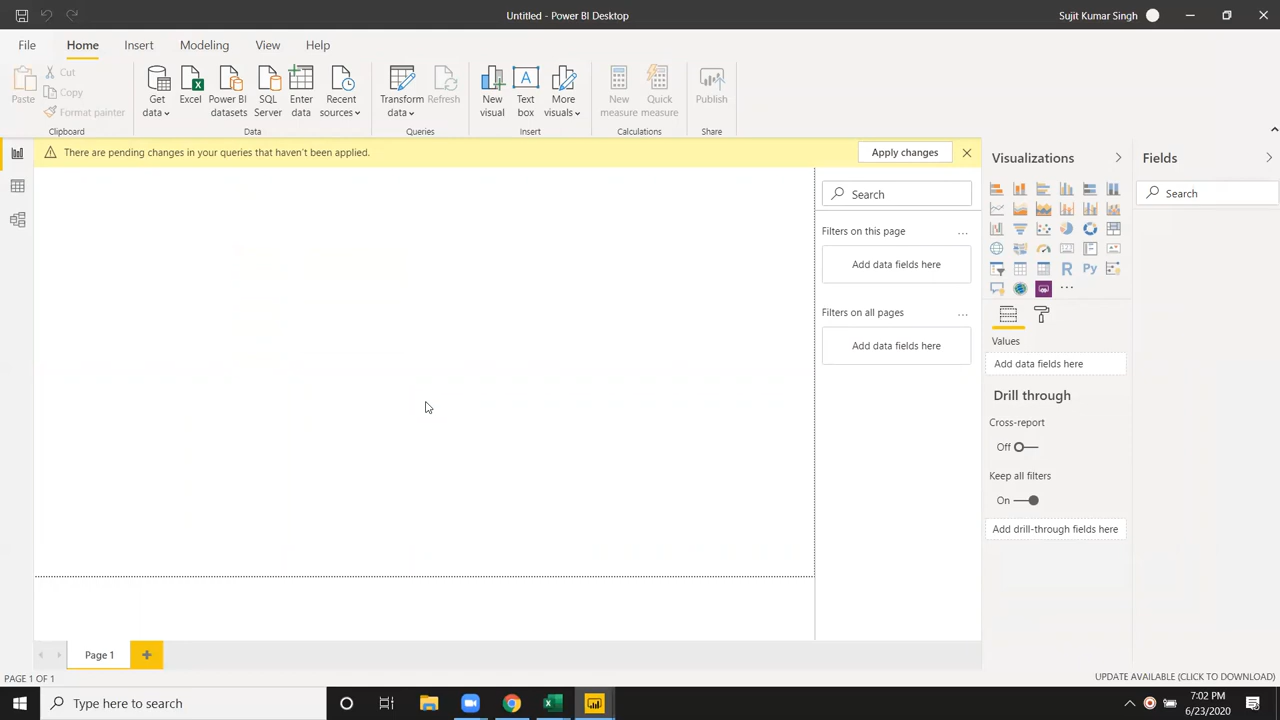 Untitled - Power BI Desktop
Sujit Kumar Singh
File Home Insert Modeling View Help
Paste
Cut
Copy
Format painter
Clipboard
Get data
Excel
Power BI datasets
SQL Server
Enter data
Recent sources
Data
Transform data
Refresh
Queries
New visual
Text box
More visuals
Insert
New measure
Quick measure
Calculations
Publish
Share
There are pending changes in your queries that haven't been applied.
Apply changes
Search
Filters on this page
...
Add data fields here
Filters on all pages
...
Add data fields here
Visualizations
R Py
...
Values
Add data fields here
Drill through
Cross-report
Off
Keep all filters
On
Add drill-through fields here
Fields
Search
Page 1
PAGE 1 OF 1
UPDATE AVAILABLE (CLICK TO DOWNLOAD)
Type here to search
7:02 PM
6/23/2020